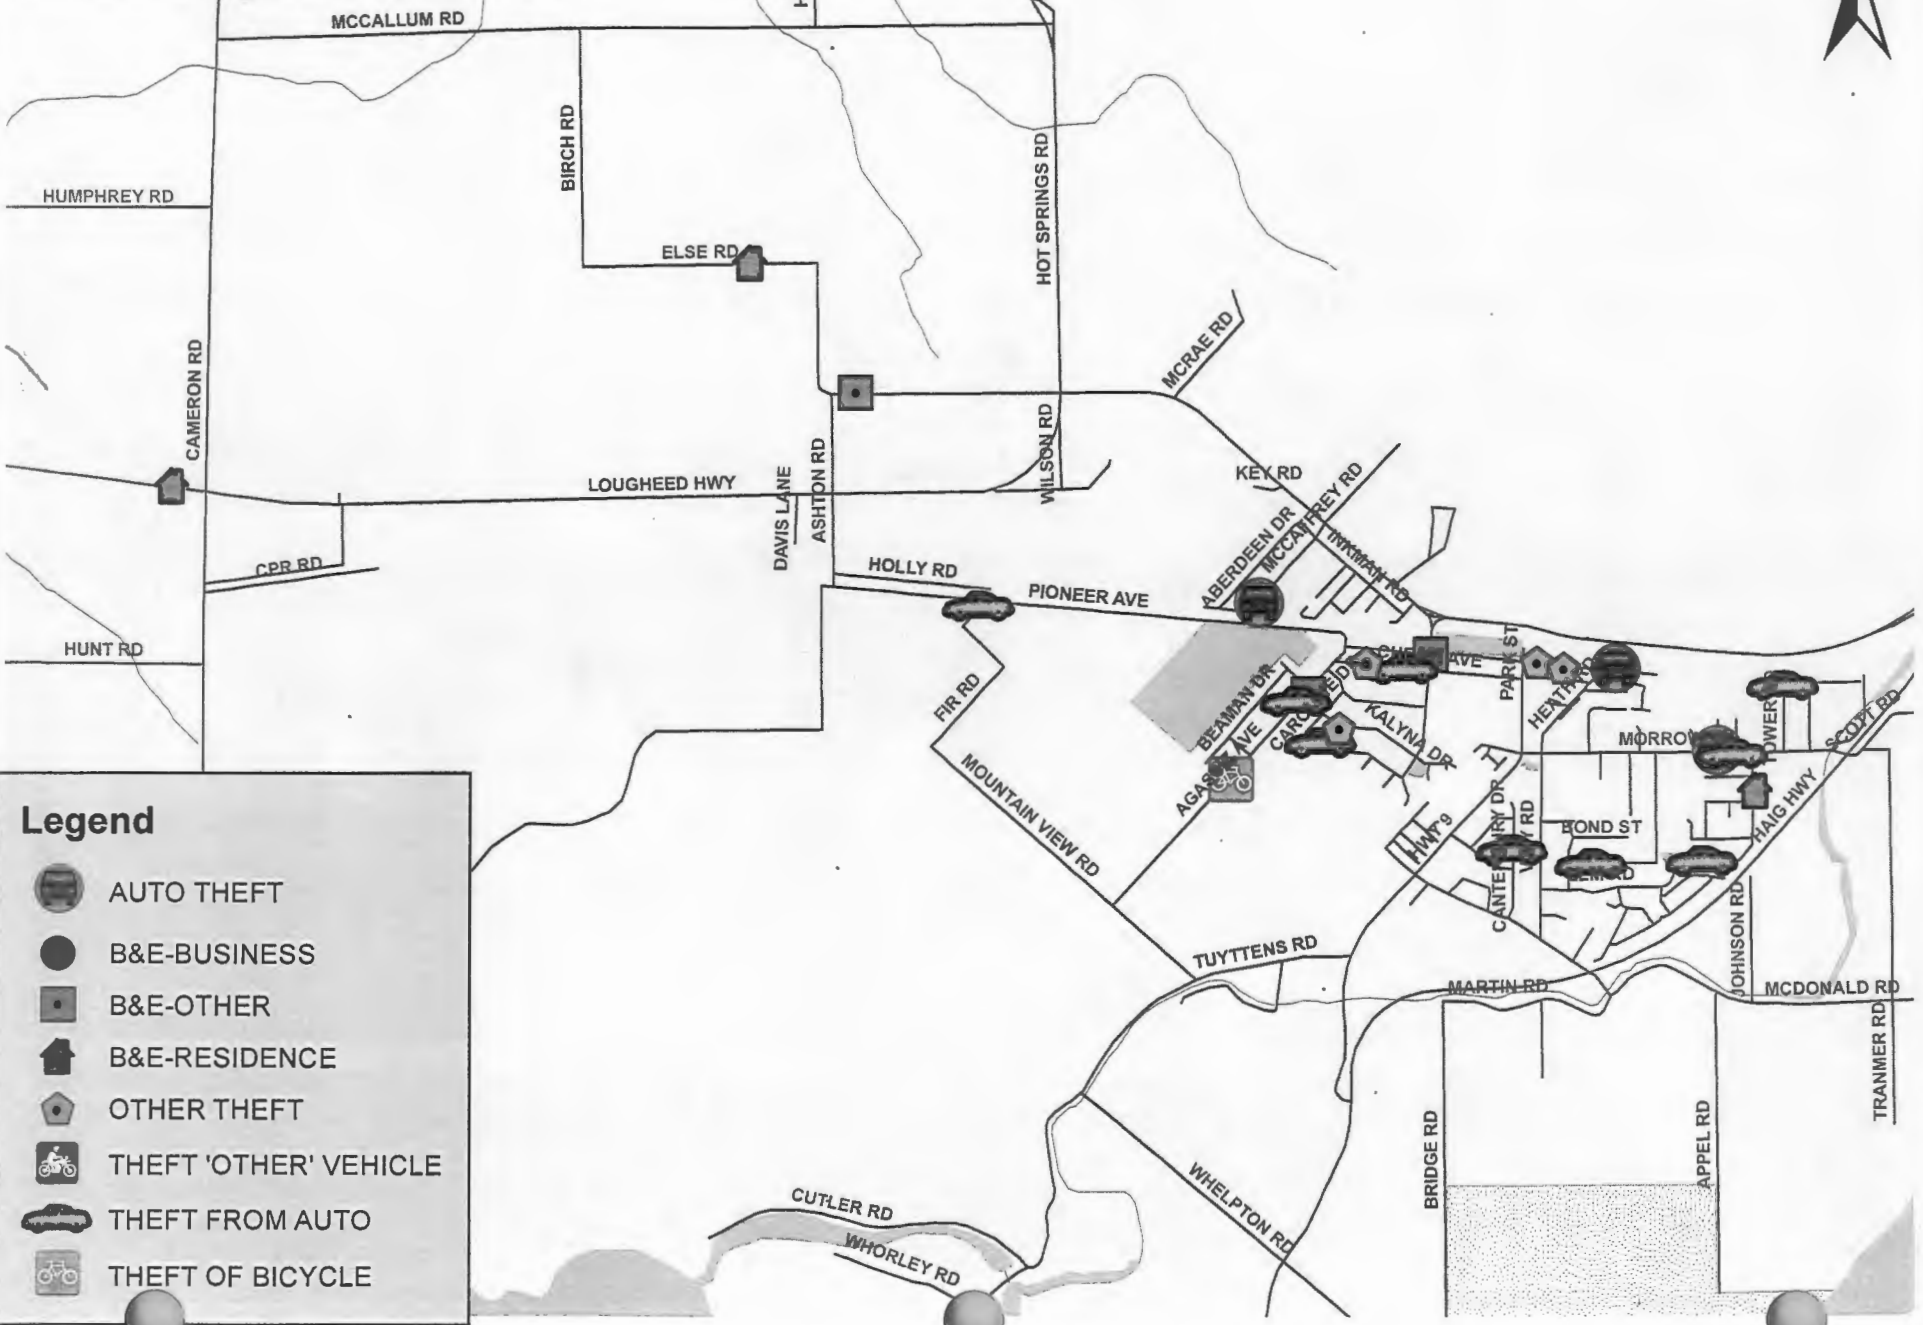 MCCALLUM RD
BIRCH RD
HOT SPRINGS RD
HUMPHREY RD
ELSE RD
MCRAE RD
CAMERON RD
WILSON RD
KEY RD
LOUGHEED HWY
DAVIS LANE
ASHTON RD
MCCAFFREY RD
ABERDEEN DR
INKMAN RD
CPR RD
HOLLY RD
PIONEER AVE
HUNT RD
AVE
PARK ST
FIR RD
BEAMAN DR
AVE
KALYNA DR
SCOTT RD
MOUNTAIN VIEW RD
HAIG HWY
HWY 9
BOND ST
JOHNSON RD
TUYTTENS RD
MARTIN RD
MCDONALD RD
TRANMER RD
BRIDGE RD
APPEL RD
WHELPTON RD
CUTLER RD
WHORLEY RD
Legend
AUTO THEFT
B&E-BUSINESS
B&E-OTHER
B&E-RESIDENCE
OTHER THEFT
THEFT 'OTHER' VEHICLE
THEFT FROM AUTO
THEFT OF BICYCLE